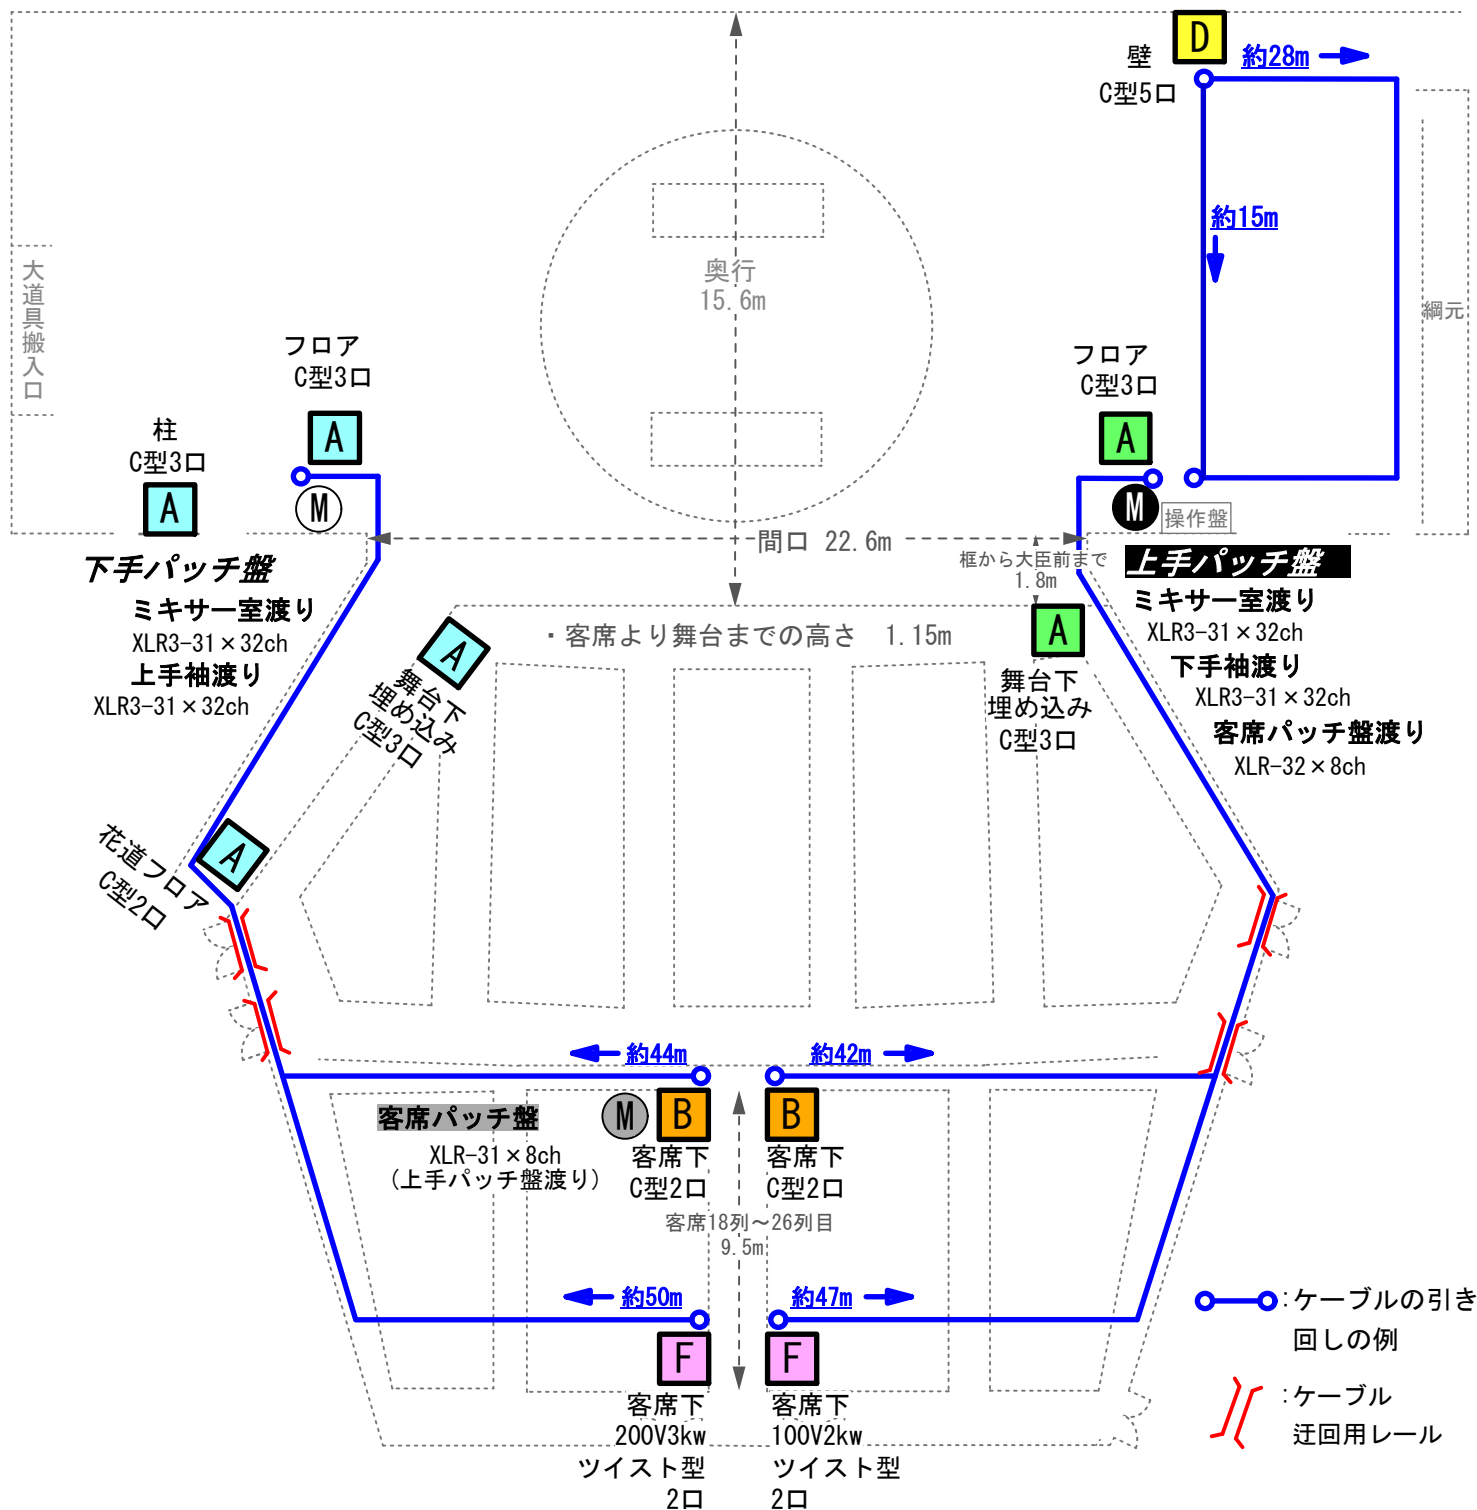 D
壁
C型5口
約28m
約15m
奥行
15.6m
大道具搬入口
綱元
フロア
C型3口
A
M
柱
C型3口
A
フロア
C型3口
A
M
操作盤
間口 22.6m
框から大臣前まで
1.8m
下手パッチ盤
ミキサー室渡り
XLR3-31×32ch
上手袖渡り
XLR3-31×32ch
上手パッチ盤
ミキサー室渡り
XLR3-31×32ch
下手袖渡り
XLR3-31×32ch
客席パッチ盤渡り
XLR-32×8ch
・客席より舞台までの高さ 1.15m
A
舞台下
埋め込み
C型3口
A
舞台下
埋め込み
C型3口
A
花道フロア
C型2口
約44m
約42m
客席パッチ盤
XLR-31×8ch
(上手パッチ盤渡り)
M
B
客席下
C型2口
B
客席下
C型2口
客席18列～26列目
9.5m
約50m
約47m
F
客席下
200V3kw
ツイスト型
2口
F
客席下
100V2kw
ツイスト型
2口
:ケーブルの引き
回しの例
:ケーブル
迂回用レール